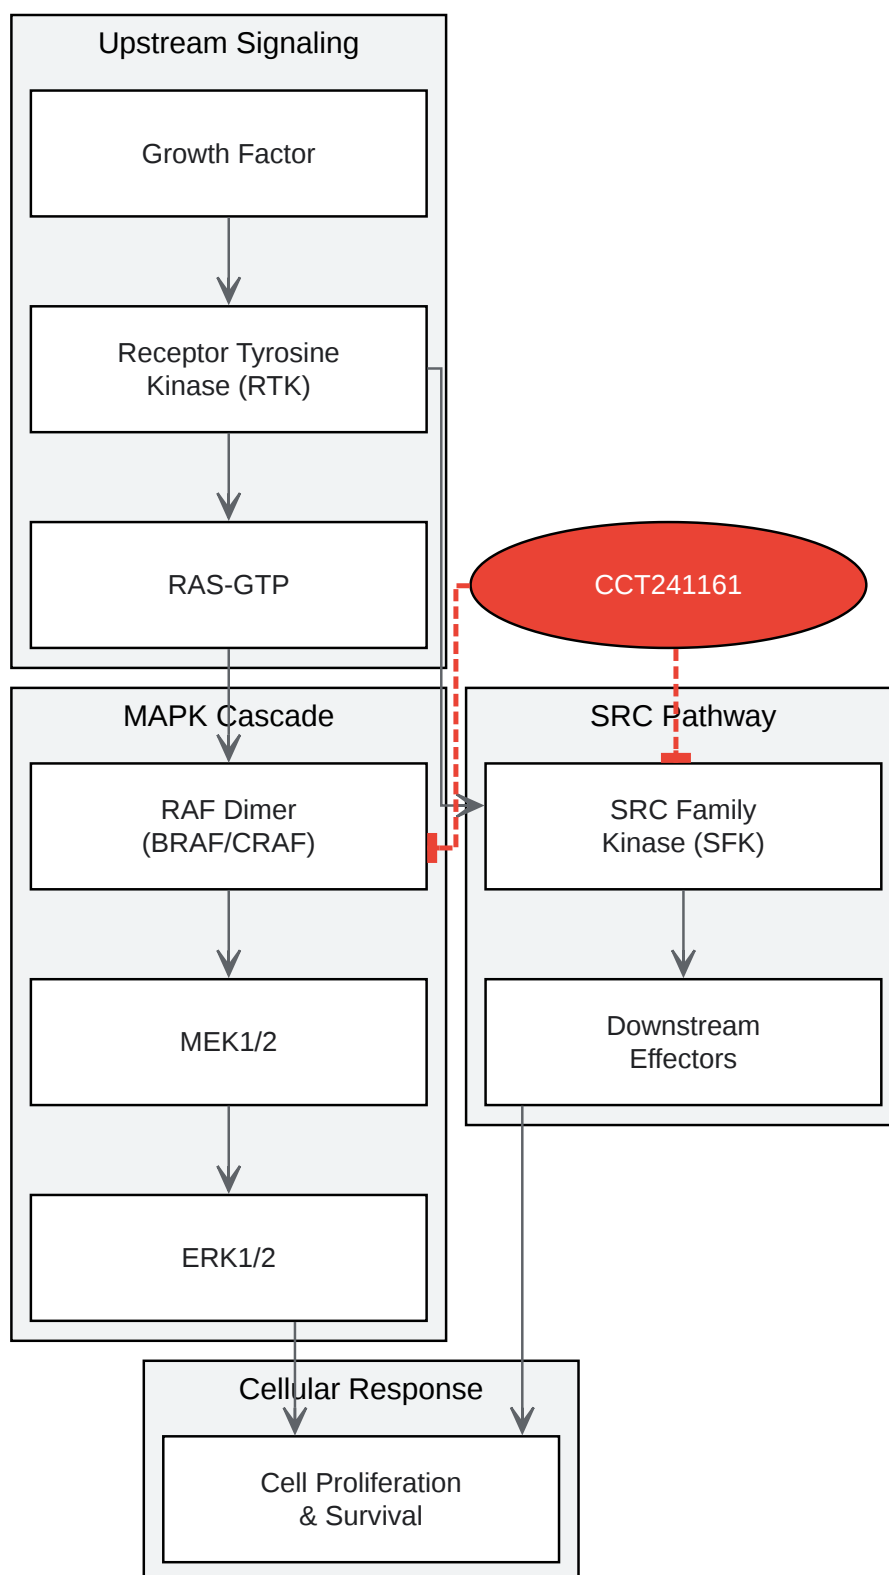 Upstream Signaling
Growth Factor
Receptor Tyrosine
Kinase (RTK)
RAS-GTP
CCT241161
MAPK Cascade
RAF Dimer
(BRAF/CRAF)
MEK1/2
ERK1/2
SRC Pathway
SRC Family
Kinase (SFK)
Downstream
Effectors
Cellular Response
Cell Proliferation
& Survival